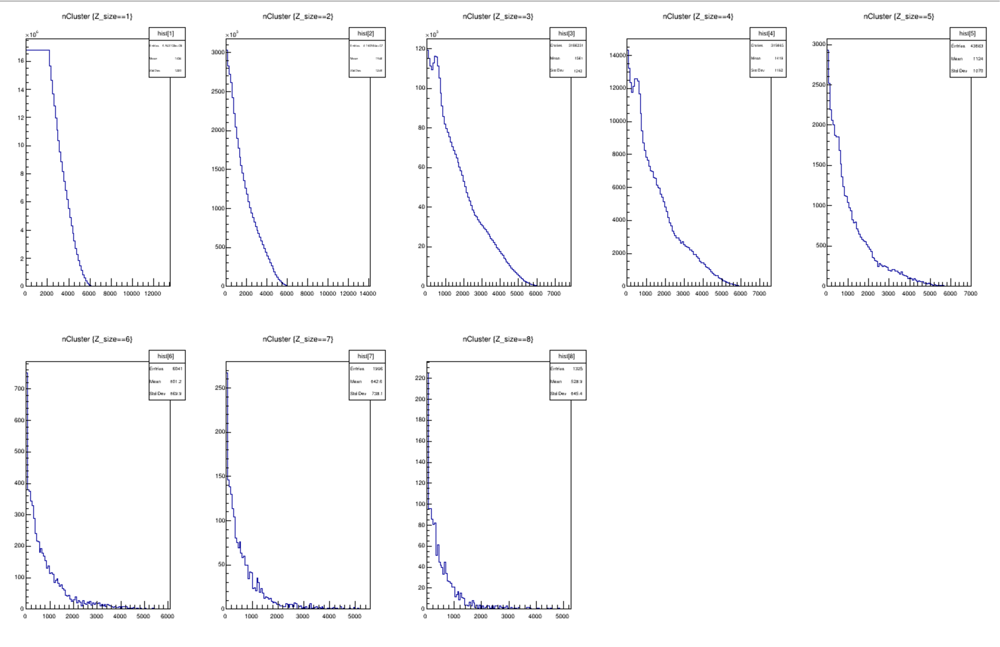 nCluster {Z_size==1}
nCluster {Z_size==2}
nCluster {Z_size==3}
nCluster {Z_size==4}
nCluster {Z_size==5}
hist[1]
Entries
Mean
Std Dev
×10⁶
16
14
12
10
8
6
4
2
0
0 2000 4000 6000 8000 10000 12000
hist[2]
Entries
Mean
Std Dev
×10³
3000
2500
2000
1500
1000
500
0
0 2000 4000 6000 8000 10000 12000 14000
hist[3]
Entries 3186231
Mean 1561
Std Dev 1242
×10³
120
100
80
60
40
20
0
0 1000 2000 3000 4000 5000 6000 7000
hist[4]
Entries
Mean 1419
Std Dev 1162
14000
12000
10000
8000
6000
4000
2000
0
0 1000 2000 3000 4000 5000 6000 7000
hist[5]
Entries
Mean 1124
Std Dev 1070
3000
2500
2000
1500
1000
500
0
0 1000 2000 3000 4000 5000 6000 7000
nCluster {Z_size==6}
nCluster {Z_size==7}
nCluster {Z_size==8}
hist[6]
Entries
Mean 801.2
Std Dev 869.9
700
600
500
400
300
200
100
0
0 1000 2000 3000 4000 5000 6000
hist[7]
Entries 1996
Mean 642.6
Std Dev 738.1
250
200
150
100
50
0
0 1000 2000 3000 4000 5000
hist[8]
Entries 1325
Mean 528.9
Std Dev 645.4
220
200
180
160
140
120
100
80
60
40
20
0
0 1000 2000 3000 4000 5000